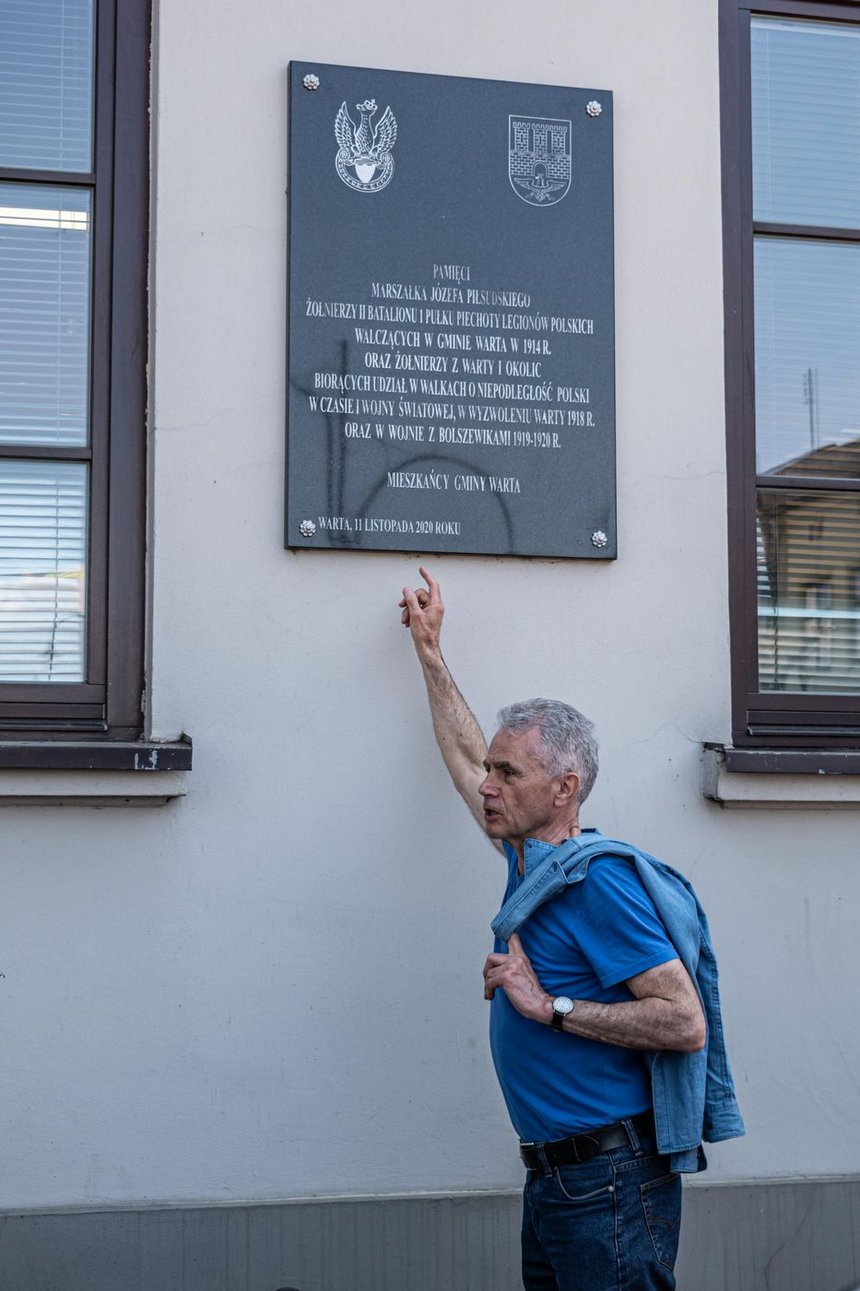 PAMIĘCI
MARSZAŁKA JÓZEFA PIŁSUDSKIEGO
ŻOŁNIERZY II BATALIONU 1 PUŁKU PIECHOTY LEGIONÓW POLSKICH
WALCZĄCYCH W GMINIE WARTA W 1914 R.
ORAZ ŻOŁNIERZY Z WARTY I OKOLIC
BIORĄCYCH UDZIAŁ W WALKACH O NIEPODLEGŁOŚĆ POLSKI
W CZASIE I WOJNY ŚWIATOWEJ, W WYZWOLENIU WARTY 1918 R.
ORAZ W WOJNIE Z BOLSZEWIKAMI 1919-1920 R.
MIESZKAŃCY GMINY WARTA
WARTA, 11 LISTOPADA 2020 ROKU